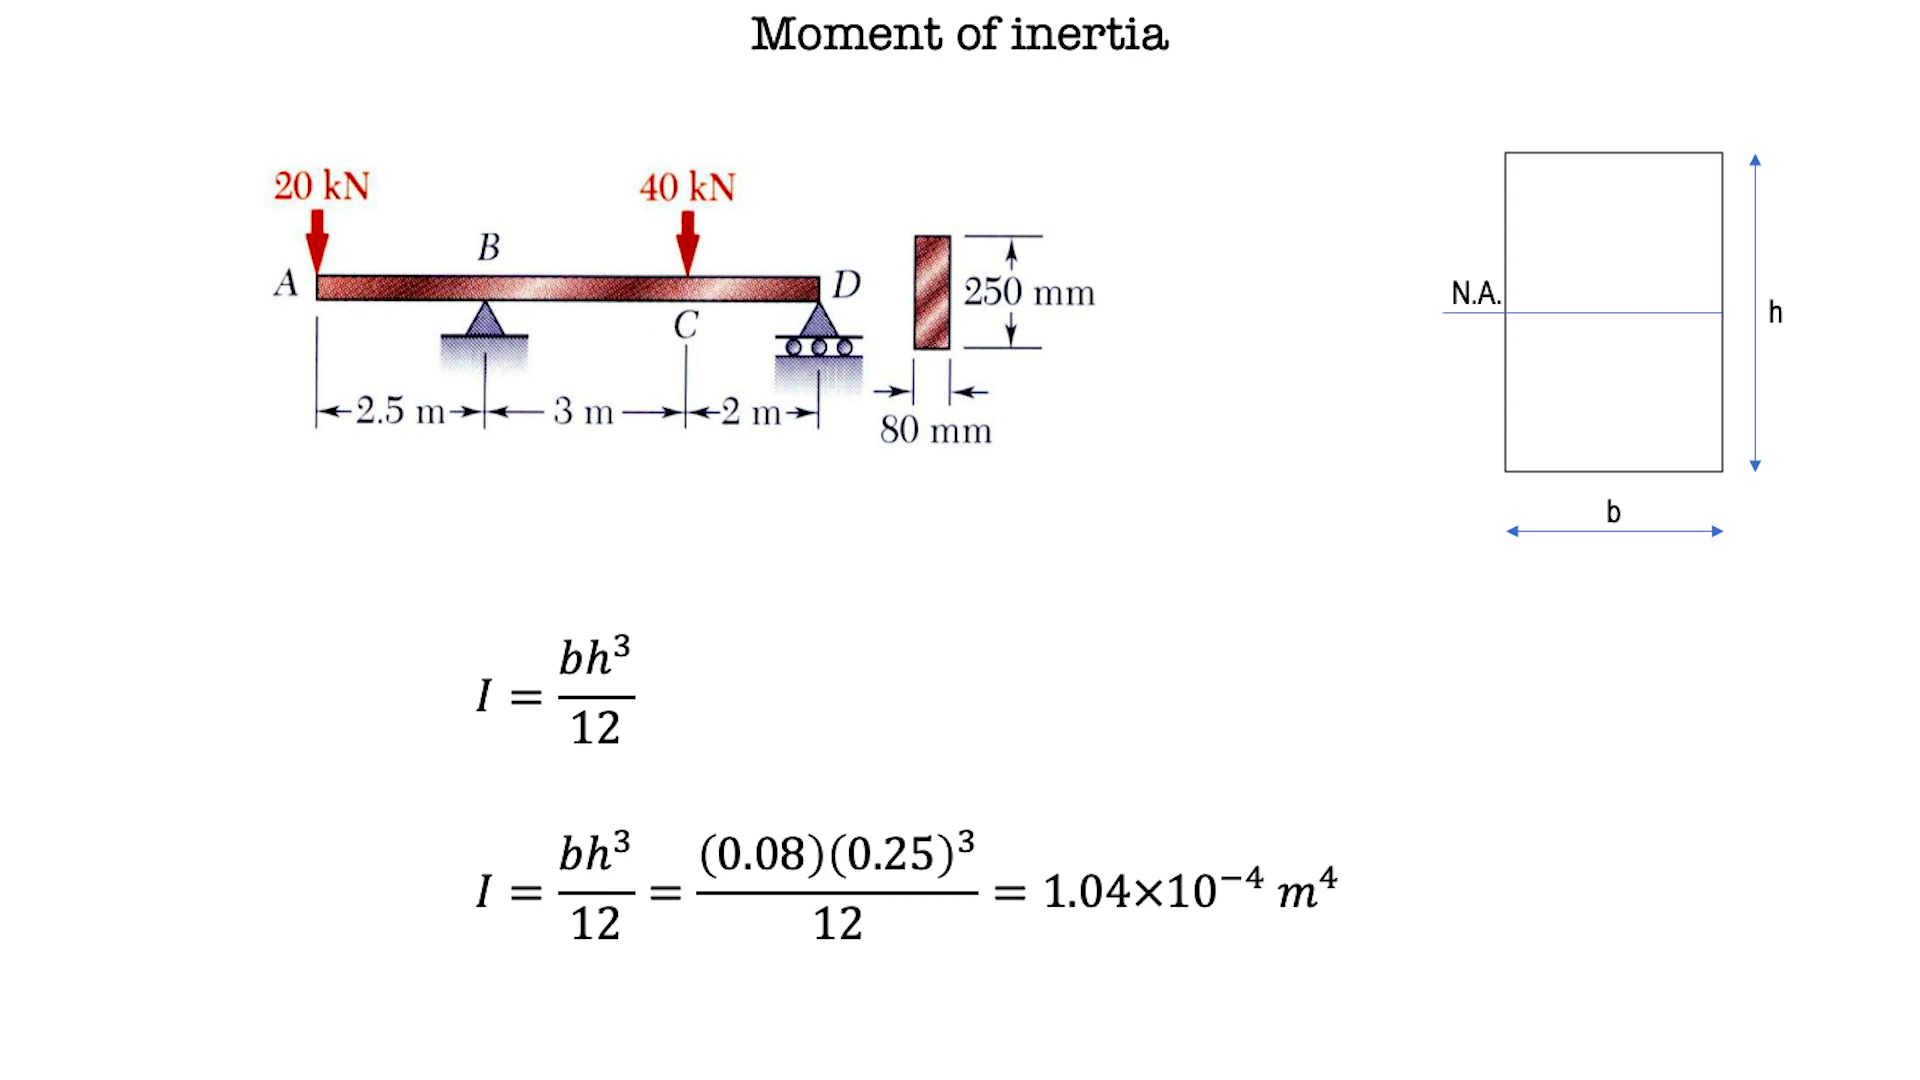 Moment of inertia
20 kN
40 kN
A
B
C
D
2.5 m
3 m
2 m
250 mm
80 mm
N.A.
h
b
I = bh³/12
I = bh³/12 = (0.08)(0.25)³/12 = 1.04×10⁻⁴ m⁴